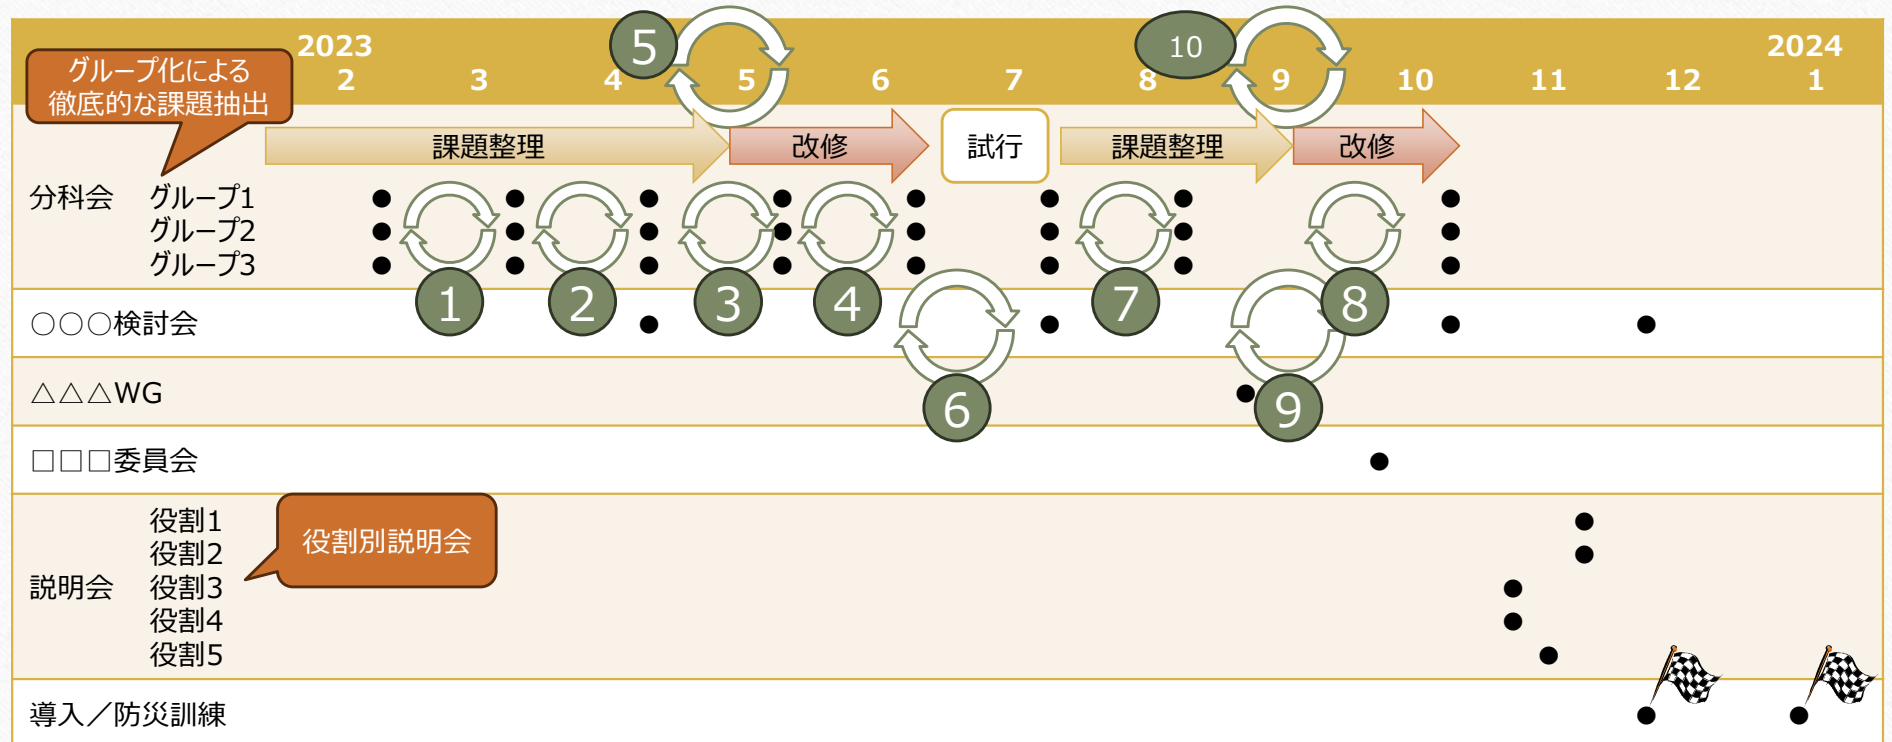 2023
2024
2
3
4
5
6
7
8
9
10
11
12
1
5
10
グループ化による
徹底的な課題抽出
課題整理
改修
試行
課題整理
改修
分科会
グループ1
グループ2
グループ3
1
2
3
4
7
8
○○○検討会
△△△WG
6
9
□□□委員会
説明会
役割1
役割2
役割3
役割4
役割5
役割別説明会
導入／防災訓練